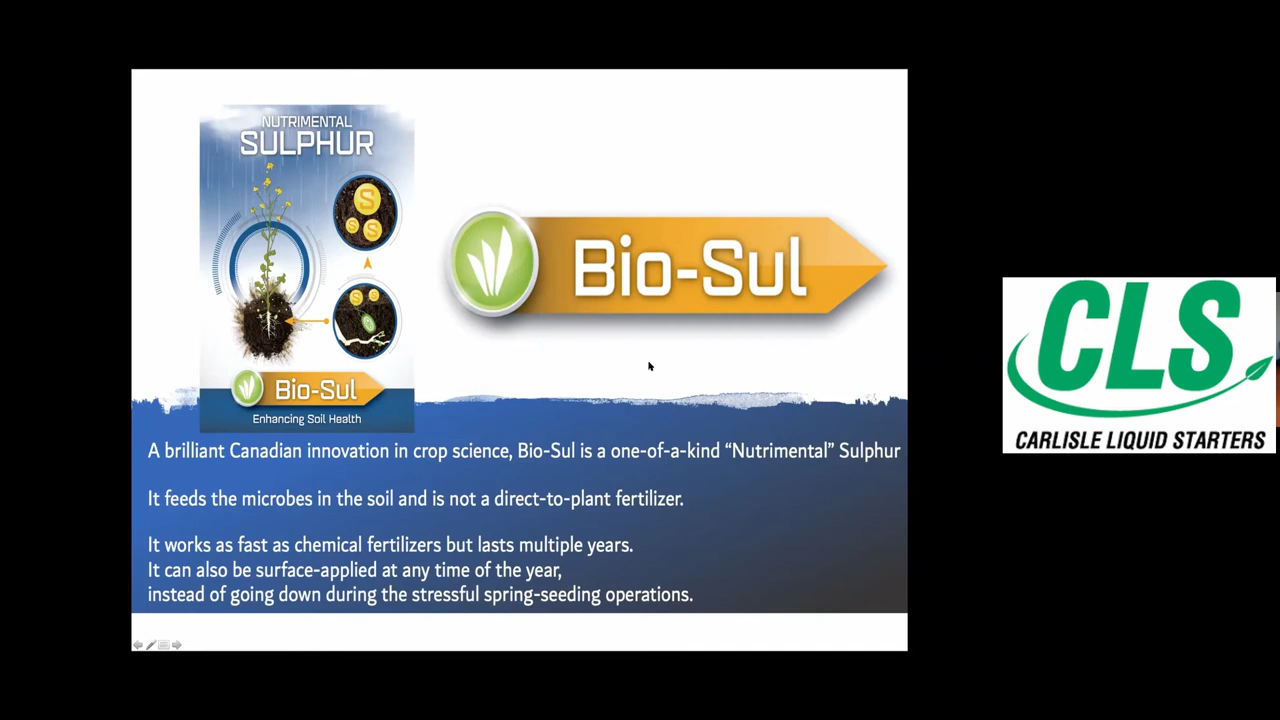 NUTRIMENTAL
SULPHUR
S
S
S
S
S
Bio-Sul
Enhancing Soil Health
Bio-Sul
A brilliant Canadian innovation in crop science, Bio-Sul is a one-of-a-kind “Nutrimental” Sulphur
It feeds the microbes in the soil and is not a direct-to-plant fertilizer.
It works as fast as chemical fertilizers but lasts multiple years.
It can also be surface-applied at any time of the year,
instead of going down during the stressful spring-seeding operations.
CLS
CARLISLE LIQUID STARTERS